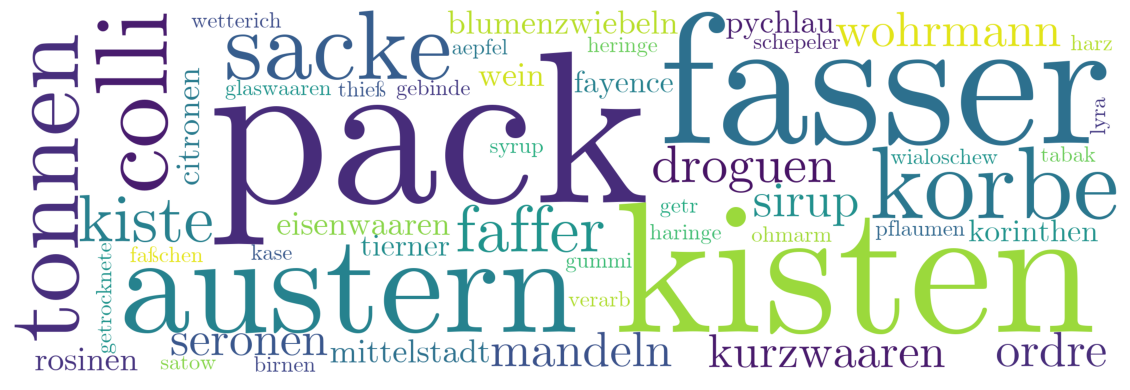 wetterich
blumenzwiebeln
pychlau
sacke
aepfel
heringe
schepeler
wohrmann
harz
tonnen
colli
citronen
glaswaaren
thieß
gebinde
wein
fayence
fasser
lyra
pack
syrup
droguen
wialoschew
tabak
korbe
kiste
eisenwaaren
tierner
faffer
getr
sirup
haringe
ohmarm
pflaumen
korinthen
getrocknete
faßchen
kase
austern
gummi
verarb
kisten
rosinen
seronen
satow
birnen
mittelstadt
mandeln
kurzwaaren
ordre